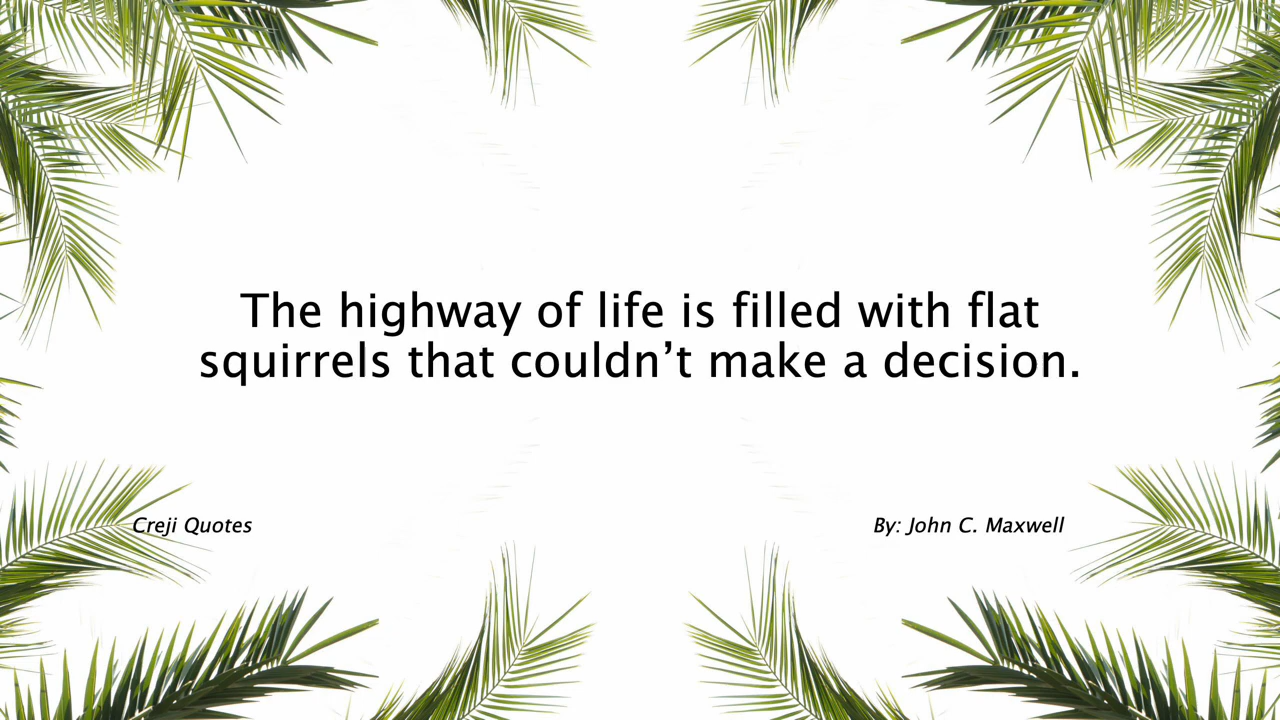 The highway of life is filled with flat
squirrels that couldn’t make a decision.
Creji Quotes
By: John C. Maxwell